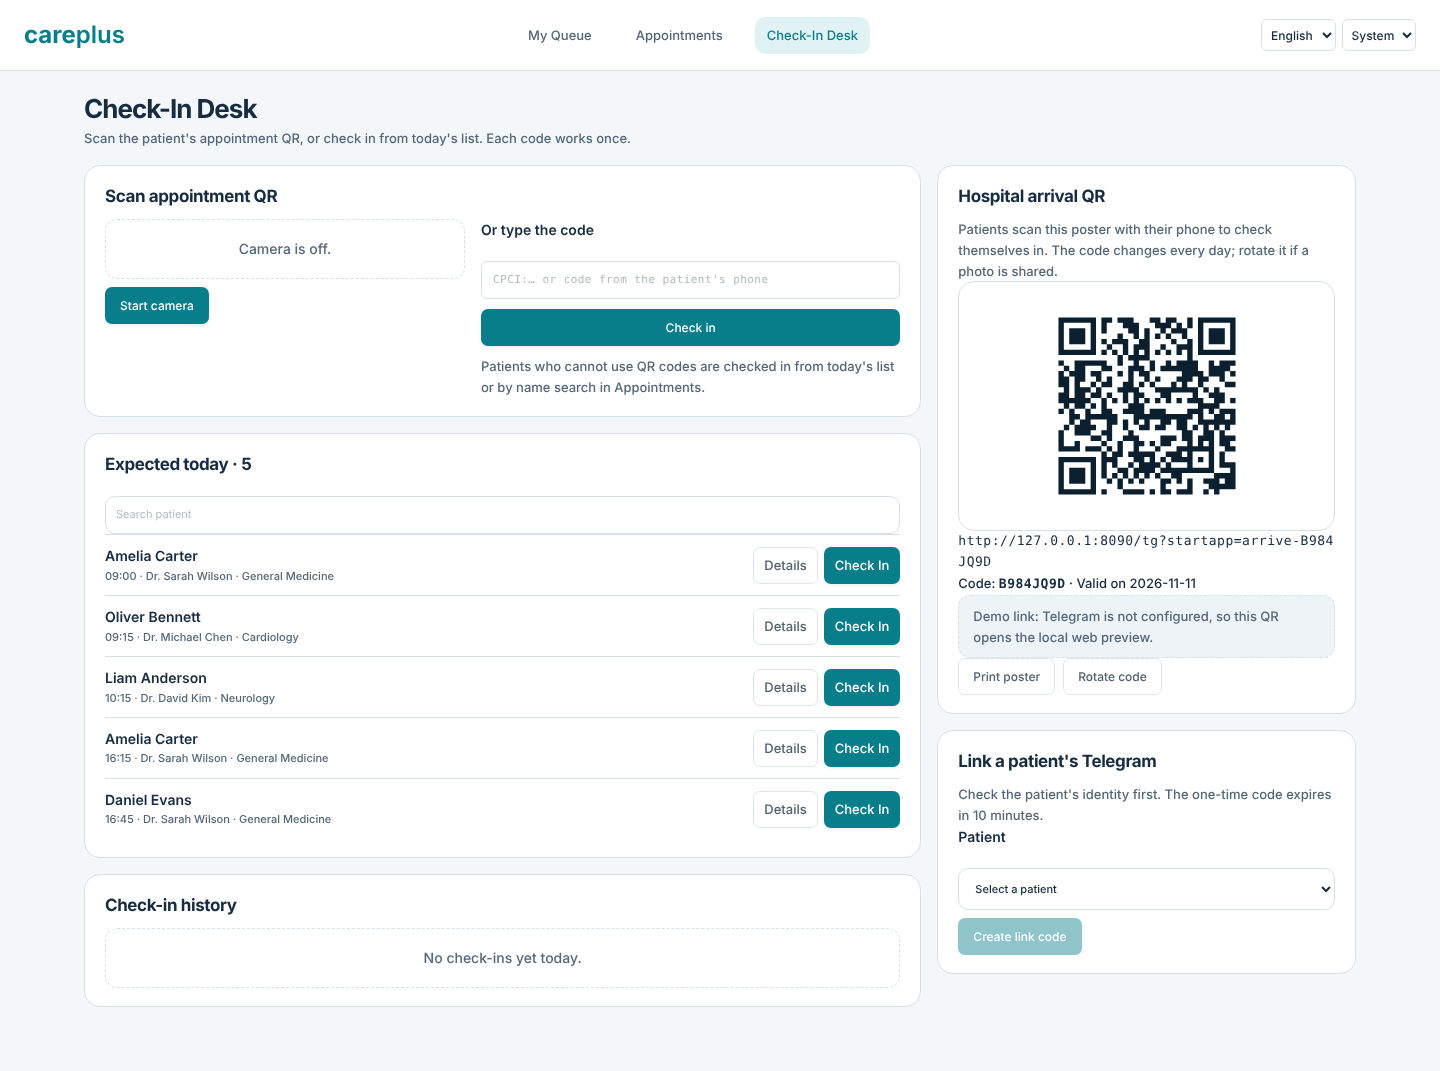 careplus
My Queue
Appointments
Check-In Desk
English
System
Check-In Desk
Scan the patient's appointment QR, or check in from today's list. Each code works once.
Scan appointment QR
Camera is off.
Start camera
Or type the code
CPCI:… or code from the patient's phone
Check in
Patients who cannot use QR codes are checked in from today's list
or by name search in Appointments.
Expected today · 5
Search patient
Amelia Carter
09:00 · Dr. Sarah Wilson · General Medicine
Details
Check In
Oliver Bennett
09:15 · Dr. Michael Chen · Cardiology
Details
Check In
Liam Anderson
10:15 · Dr. David Kim · Neurology
Details
Check In
Amelia Carter
16:15 · Dr. Sarah Wilson · General Medicine
Details
Check In
Daniel Evans
16:45 · Dr. Sarah Wilson · General Medicine
Details
Check In
Check-in history
No check-ins yet today.
Hospital arrival QR
Patients scan this poster with their phone to check
themselves in. The code changes every day; rotate it if a
photo is shared.
http://127.0.0.1:8090/tg?startapp=arrive-B984
JQ9D
Code: B984JQ9D · Valid on 2026-11-11
Demo link: Telegram is not configured, so this QR
opens the local web preview.
Print poster
Rotate code
Link a patient's Telegram
Check the patient's identity first. The one-time code expires
in 10 minutes.
Patient
Select a patient
Create link code